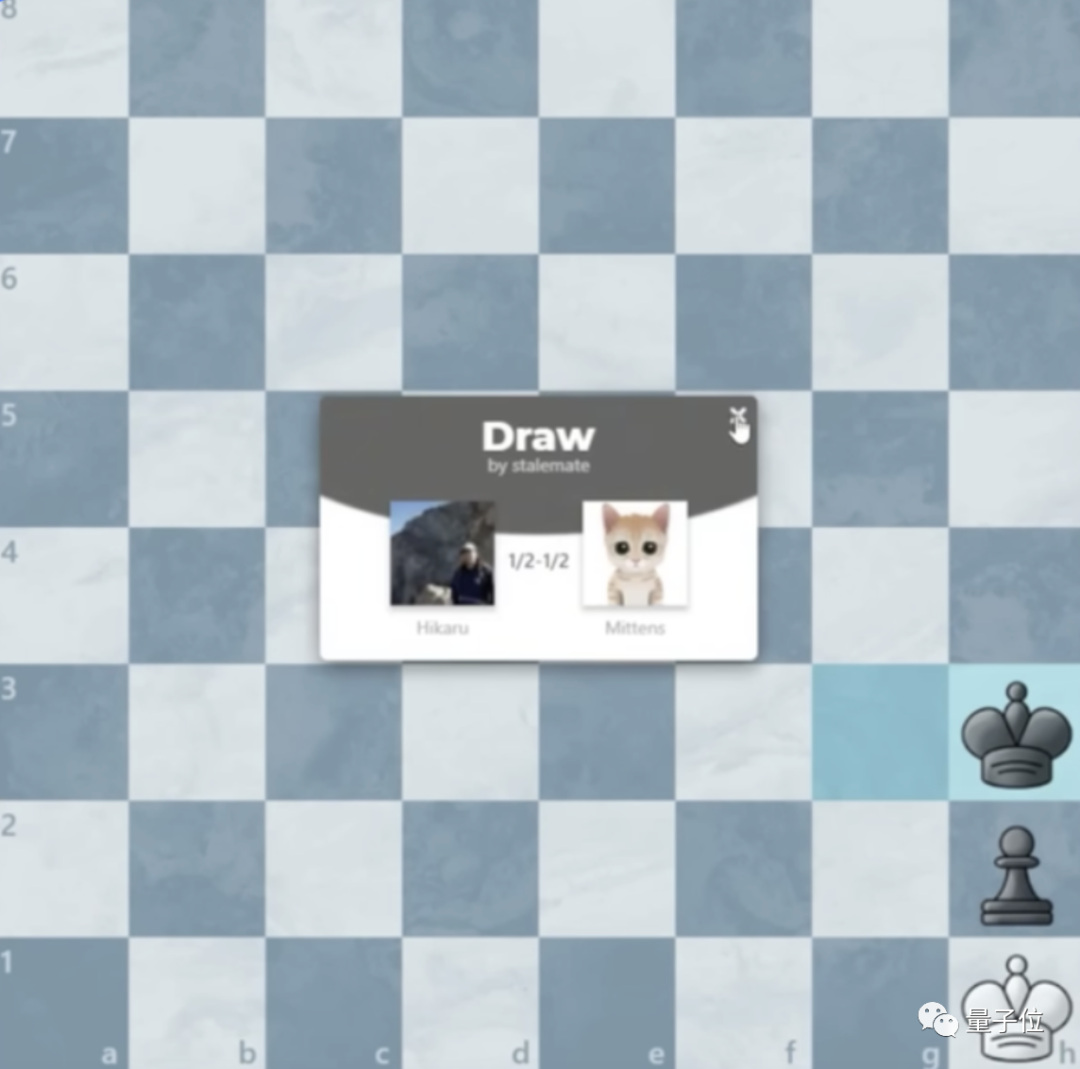 8
7
6
5
4
3
2
1
Draw
by stalemate
1/2-1/2
Hikaru
Mittens
量子位
a b c d e f g h